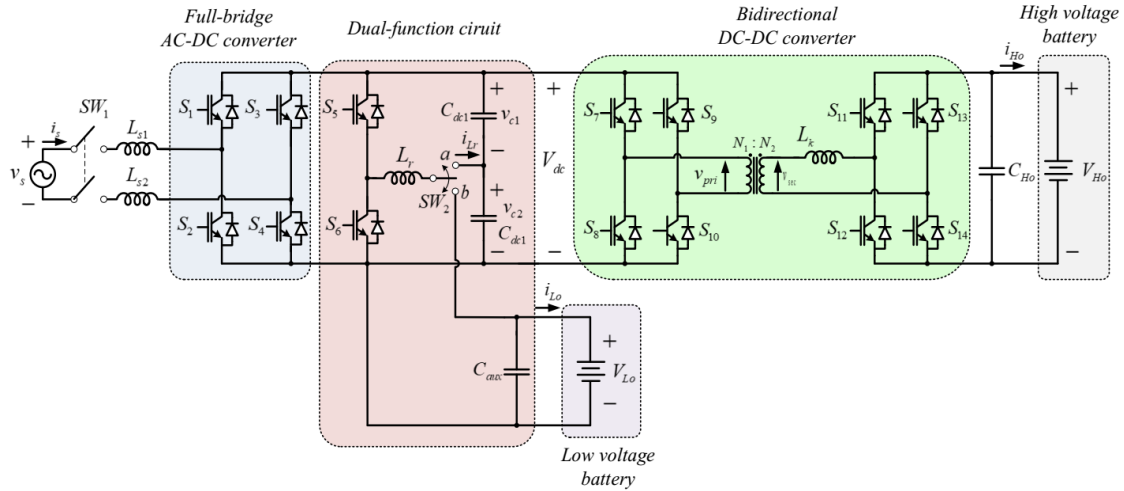 Full-bridge
AC-DC converter
Dual-function ciruit
Bidirectional
DC-DC converter
High voltage
battery
SW1
is
Ls1
Ls2
+
vs
−
S1
S3
S2
S4
S5
S6
Lr
iLr
a
b
SW2
+
Cdc1
vc1
−
+
vc2
Cdc1
−
+
Vdc
−
S7
S9
S8
S10
N1 : N2
vpri
Lk
S11
S13
S12
S14
CHo
iHo
+
VHo
−
iLo
Caux
+
VLo
−
Low voltage
battery